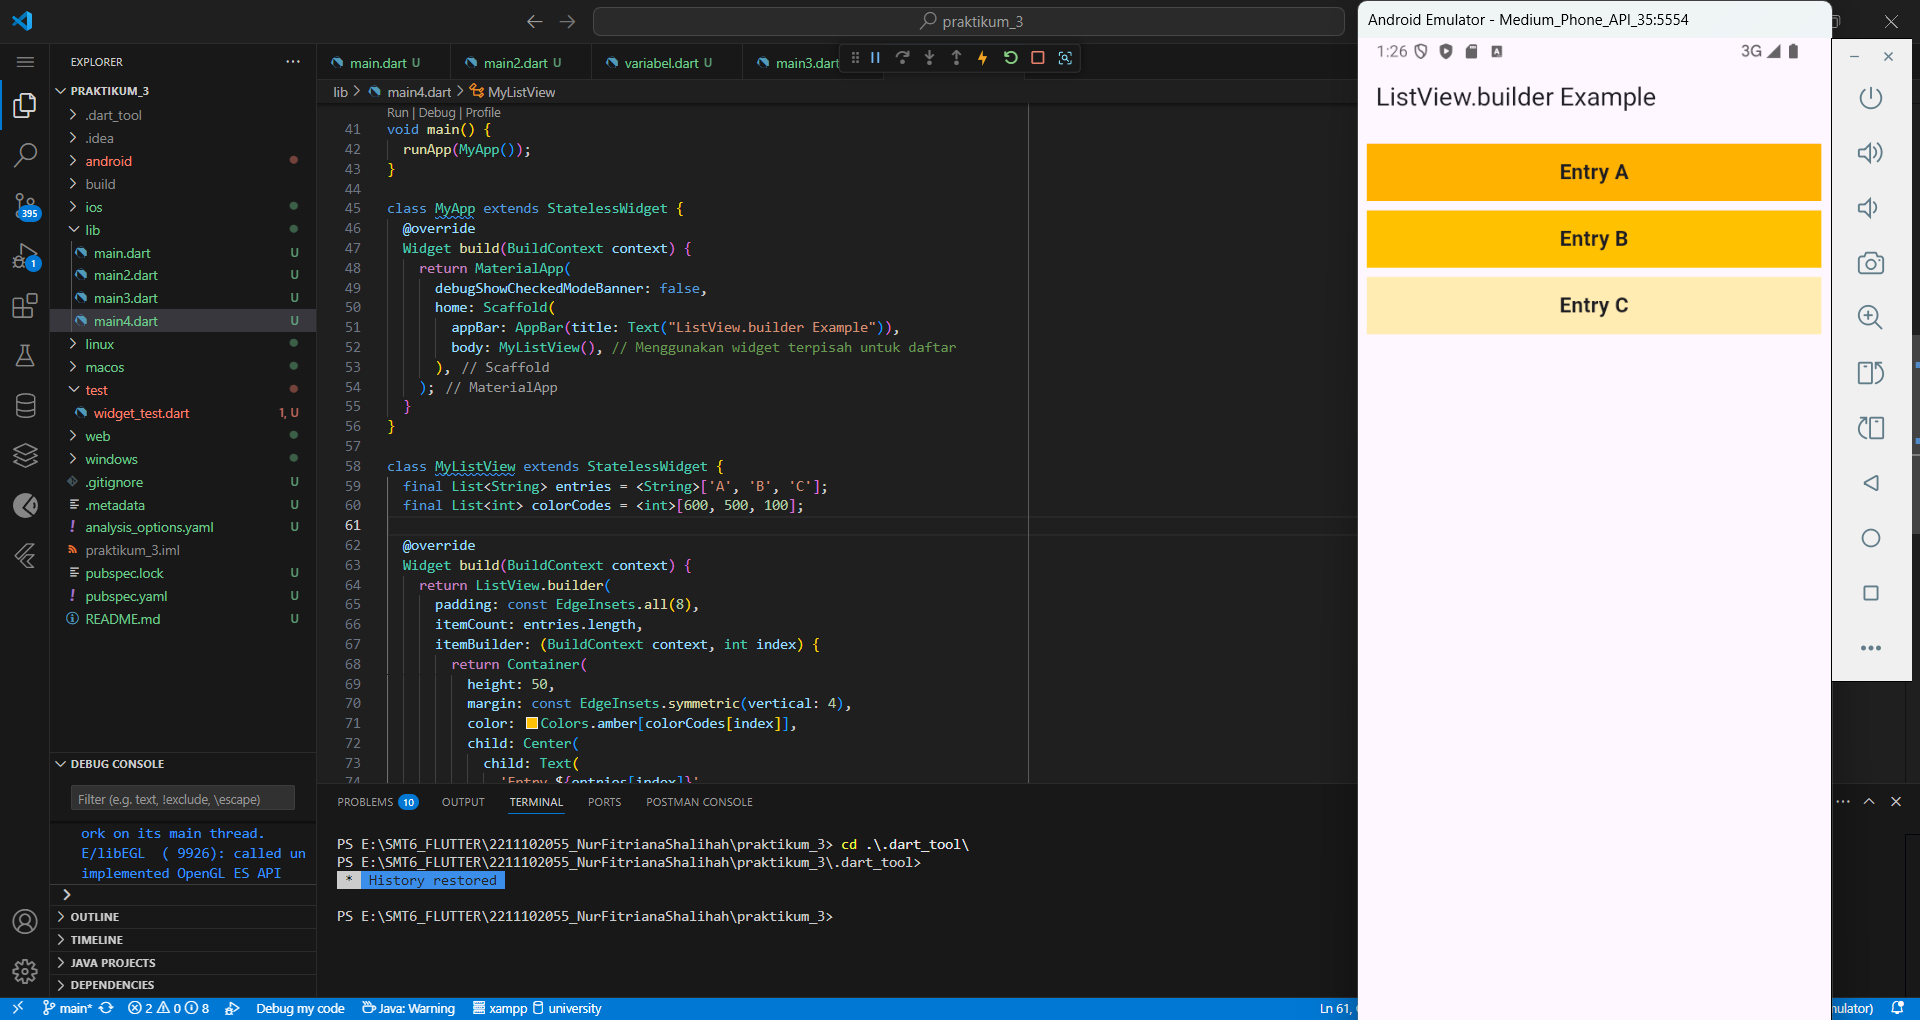 praktikum_3
Android Emulator - Medium_Phone_API_35:5554
EXPLORER
main.dart U
main2.dart U
variabel.dart U
main3.dart
lib > main4.dart > MyListView
PRAKTIKUM_3
.dart_tool
.idea
android
build
ios
lib
main.dart U
main2.dart U
main3.dart U
main4.dart U
linux
macos
test
widget_test.dart 1, U
web
windows
.gitignore U
.metadata U
analysis_options.yaml U
praktikum_3.iml
pubspec.lock U
pubspec.yaml U
README.md U
395
1
Run | Debug | Profile
41 void main() {
42 runApp(MyApp());
43 }
44
45 class MyApp extends StatelessWidget {
46 @override
47 Widget build(BuildContext context) {
48 return MaterialApp(
49 debugShowCheckedModeBanner: false,
50 home: Scaffold(
51 appBar: AppBar(title: Text("ListView.builder Example")),
52 body: MyListView(), // Menggunakan widget terpisah untuk daftar
53 ), // Scaffold
54 ); // MaterialApp
55 }
56 }
57
58 class MyListView extends StatelessWidget {
59 final List<String> entries = <String>['A', 'B', 'C'];
60 final List<int> colorCodes = <int>[600, 500, 100];
61
62 @override
63 Widget build(BuildContext context) {
64 return ListView.builder(
65 padding: const EdgeInsets.all(8),
66 itemCount: entries.length,
67 itemBuilder: (BuildContext context, int index) {
68 return Container(
69 height: 50,
70 margin: const EdgeInsets.symmetric(vertical: 4),
71 color: Colors.amber[colorCodes[index]],
72 child: Center(
73 child: Text(
74 'Entry ${entries[index]}'
1:26
3G
ListView.builder Example
Entry A
Entry B
Entry C
DEBUG CONSOLE
Filter (e.g. text, !exclude, \escape)
ork on its main thread.
E/libEGL ( 9926): called un
implemented OpenGL ES API
OUTLINE
TIMELINE
JAVA PROJECTS
DEPENDENCIES
PROBLEMS 10 OUTPUT TERMINAL PORTS POSTMAN CONSOLE
PS E:\SMT6_FLUTTER\2211102055_NurFitrianaShalihah\praktikum_3> cd .\.dart_tool\
PS E:\SMT6_FLUTTER\2211102055_NurFitrianaShalihah\praktikum_3\.dart_tool>
* History restored
PS E:\SMT6_FLUTTER\2211102055_NurFitrianaShalihah\praktikum_3>
main* 2 0 8 Debug my code Java: Warning xampp university Ln 61, mulator)